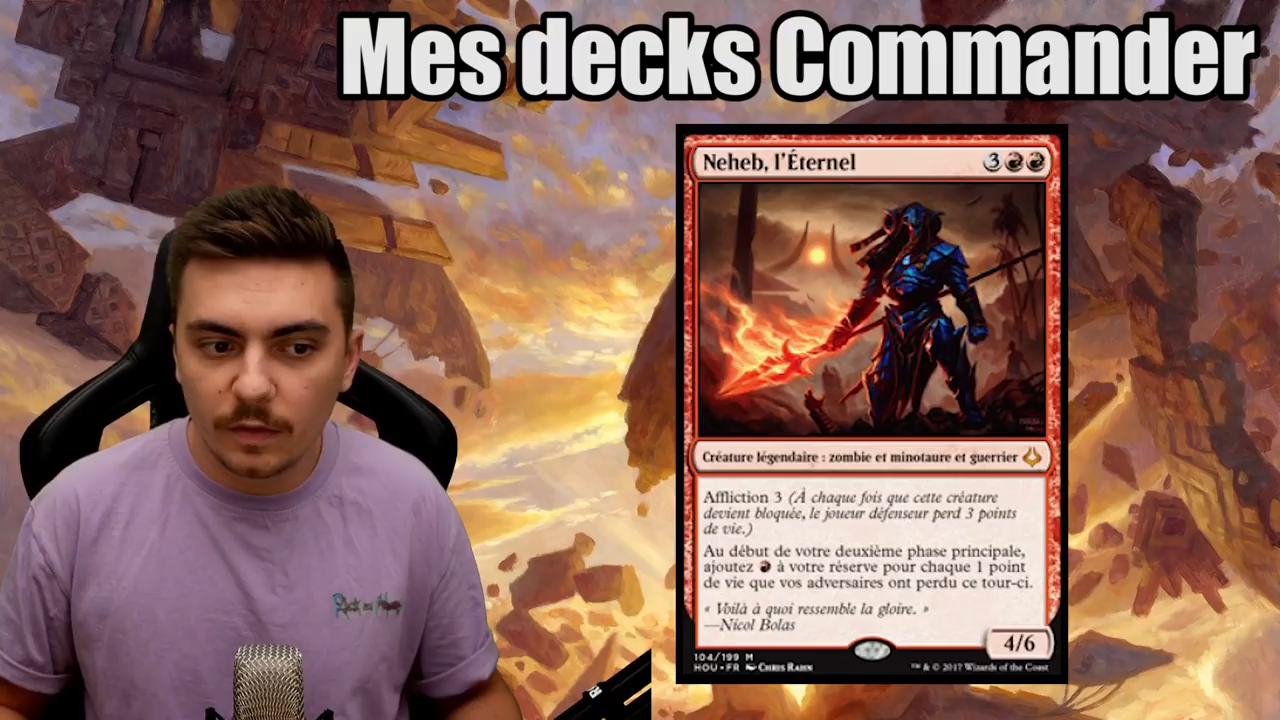 Mes decks Commander
Neheb, l'Éternel 3
Créature légendaire : zombie et minotaure et guerrier
Affliction 3 (À chaque fois que cette créature
devient bloquée, le joueur défenseur perd 3 points
de vie.)
Au début de votre deuxième phase principale,
ajoutez à votre réserve pour chaque 1 point
de vie que vos adversaires ont perdu ce tour-ci.
« Voilà à quoi ressemble la gloire. »
—Nicol Bolas
4/6
104/199 M
HOU • FR Chris Rahn
™ & © 2017 Wizards of the Coast